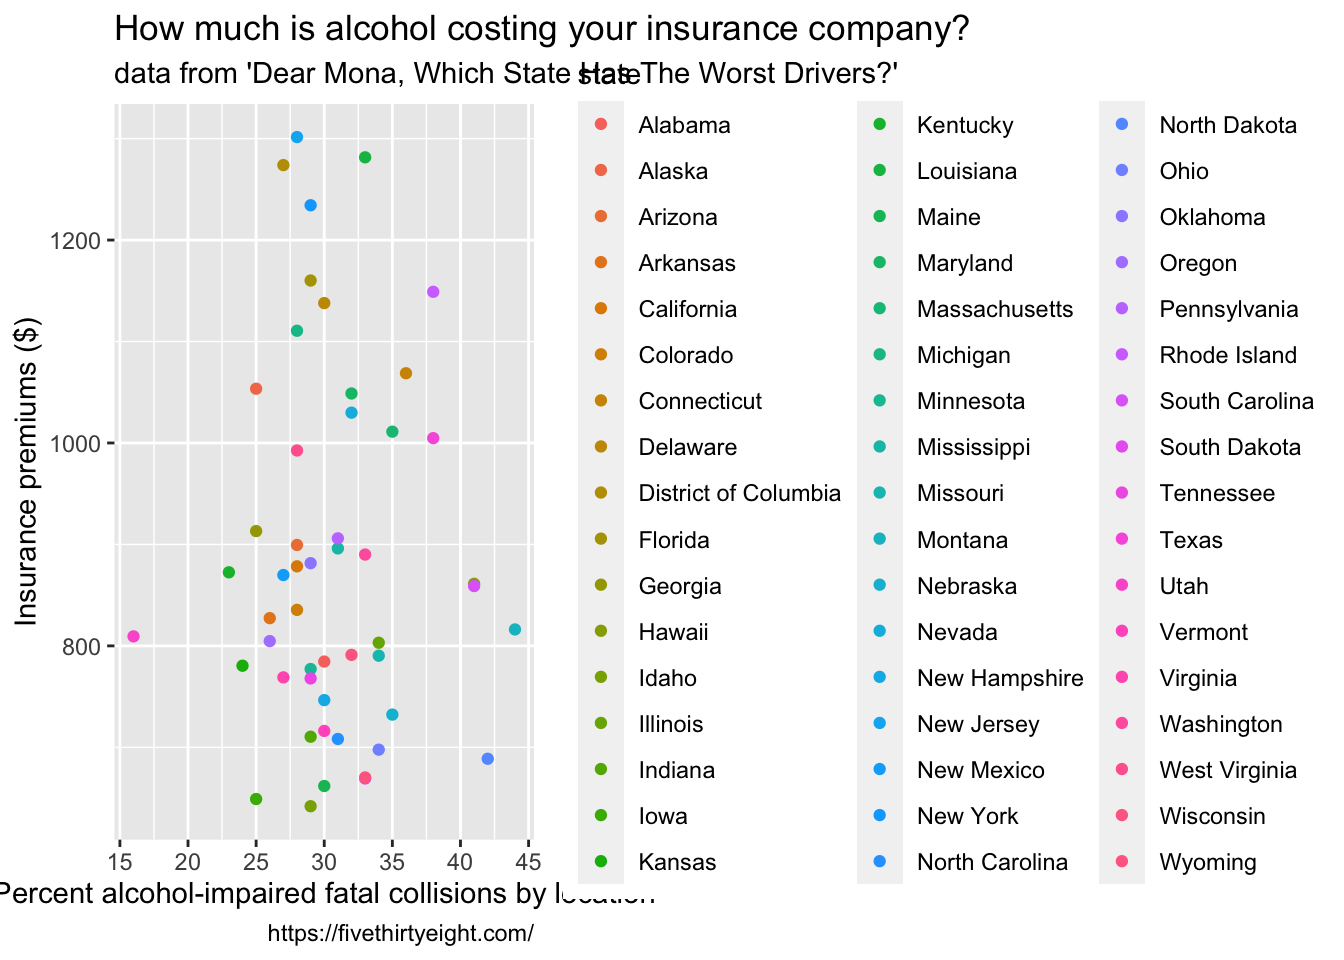 How much is alcohol costing your insurance company?
data from 'Dear Mona, Which State Has The Worst Drivers?'
state
Insurance premiums ($)
1200
1000
800
15 20 25 30 35 40 45
Percent alcohol-impaired fatal collisions by location
https://fivethirtyeight.com/
Alabama
Alaska
Arizona
Arkansas
California
Colorado
Connecticut
Delaware
District of Columbia
Florida
Georgia
Hawaii
Idaho
Illinois
Indiana
Iowa
Kansas
Kentucky
Louisiana
Maine
Maryland
Massachusetts
Michigan
Minnesota
Mississippi
Missouri
Montana
Nebraska
Nevada
New Hampshire
New Jersey
New Mexico
New York
North Carolina
North Dakota
Ohio
Oklahoma
Oregon
Pennsylvania
Rhode Island
South Carolina
South Dakota
Tennessee
Texas
Utah
Vermont
Virginia
Washington
West Virginia
Wisconsin
Wyoming